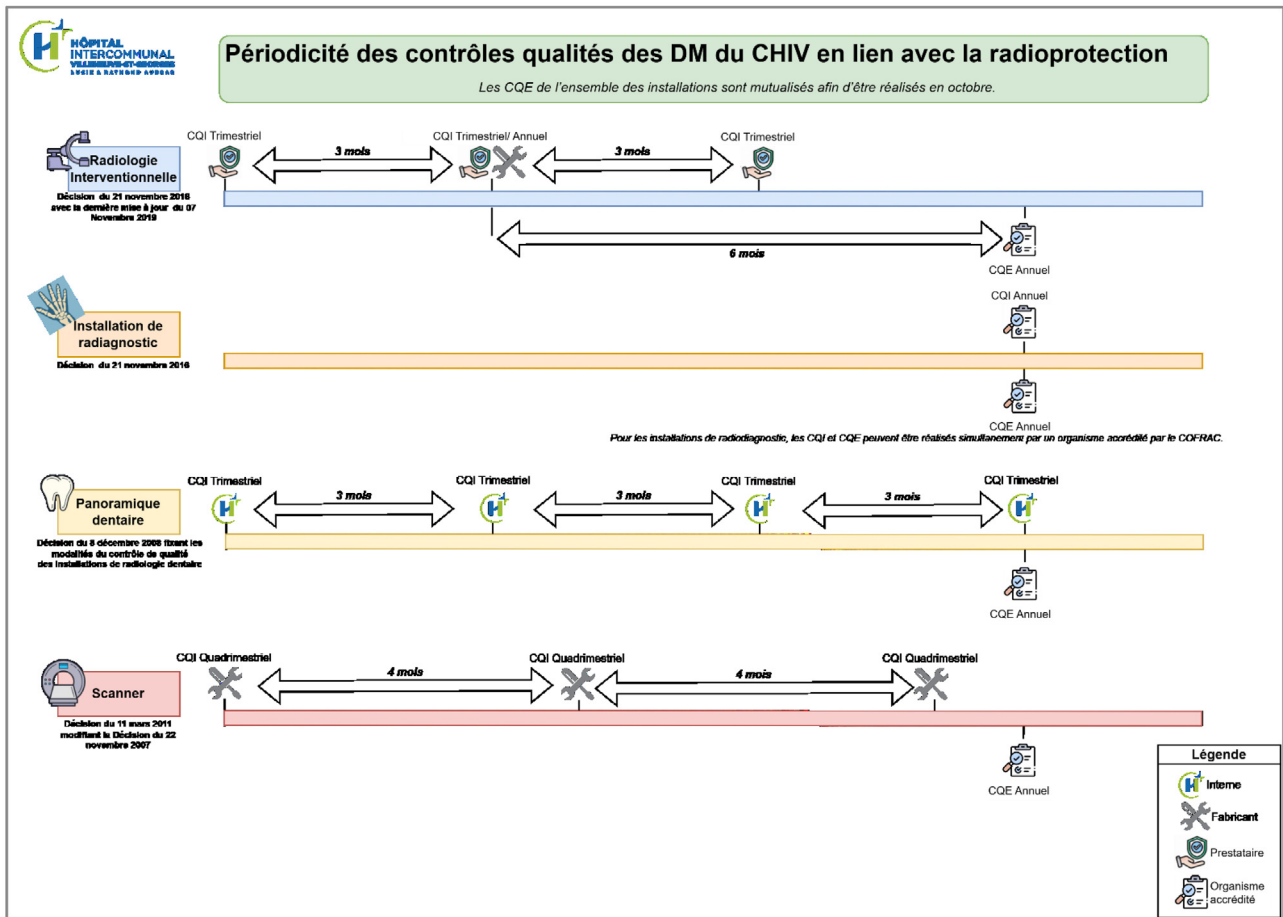 HÔPITAL
INTERCOMMUNAL
VILLENEUVE-ST-GEORGES
LUCIE & RAYMOND AUBRAC
Périodicité des contrôles qualités des DM du CHIV en lien avec la radioprotection
Les CQE de l'ensemble des installations sont mutualisés afin d'être réalisés en octobre.
CQI Trimestriel
CQI Trimestriel/ Annuel
CQI Trimestriel
3 mois
3 mois
Radiologie
Interventionnelle
Décision du 21 novembre 2016
avec la dernière mise à jour du 07
Novembre 2019
6 mois
CQE Annuel
CQI Annuel
Installation de
radiagnostic
Décision du 21 novembre 2016
CQE Annuel
Pour les installations de radiodiagnostic, les CQI et CQE peuvent être réalisés simultanement par un organisme accrédité par le COFRAC.
CQI Trimestriel
CQI Trimestriel
CQI Trimestriel
CQI Trimestriel
3 mois
3 mois
3 mois
Panoramique
dentaire
Décision du 8 décembre 2008 fixant les
modalités du contrôle de qualité
des installations de radiologie dentaire
CQE Annuel
CQI Quadrimestriel
CQI Quadrimestriel
CQI Quadrimestriel
4 mois
4 mois
Scanner
Décision du 11 mars 2011
modifiant la Décision du 22
novembre 2007
CQE Annuel
Légende
Interne
Fabricant
Prestataire
Organisme
accrédité